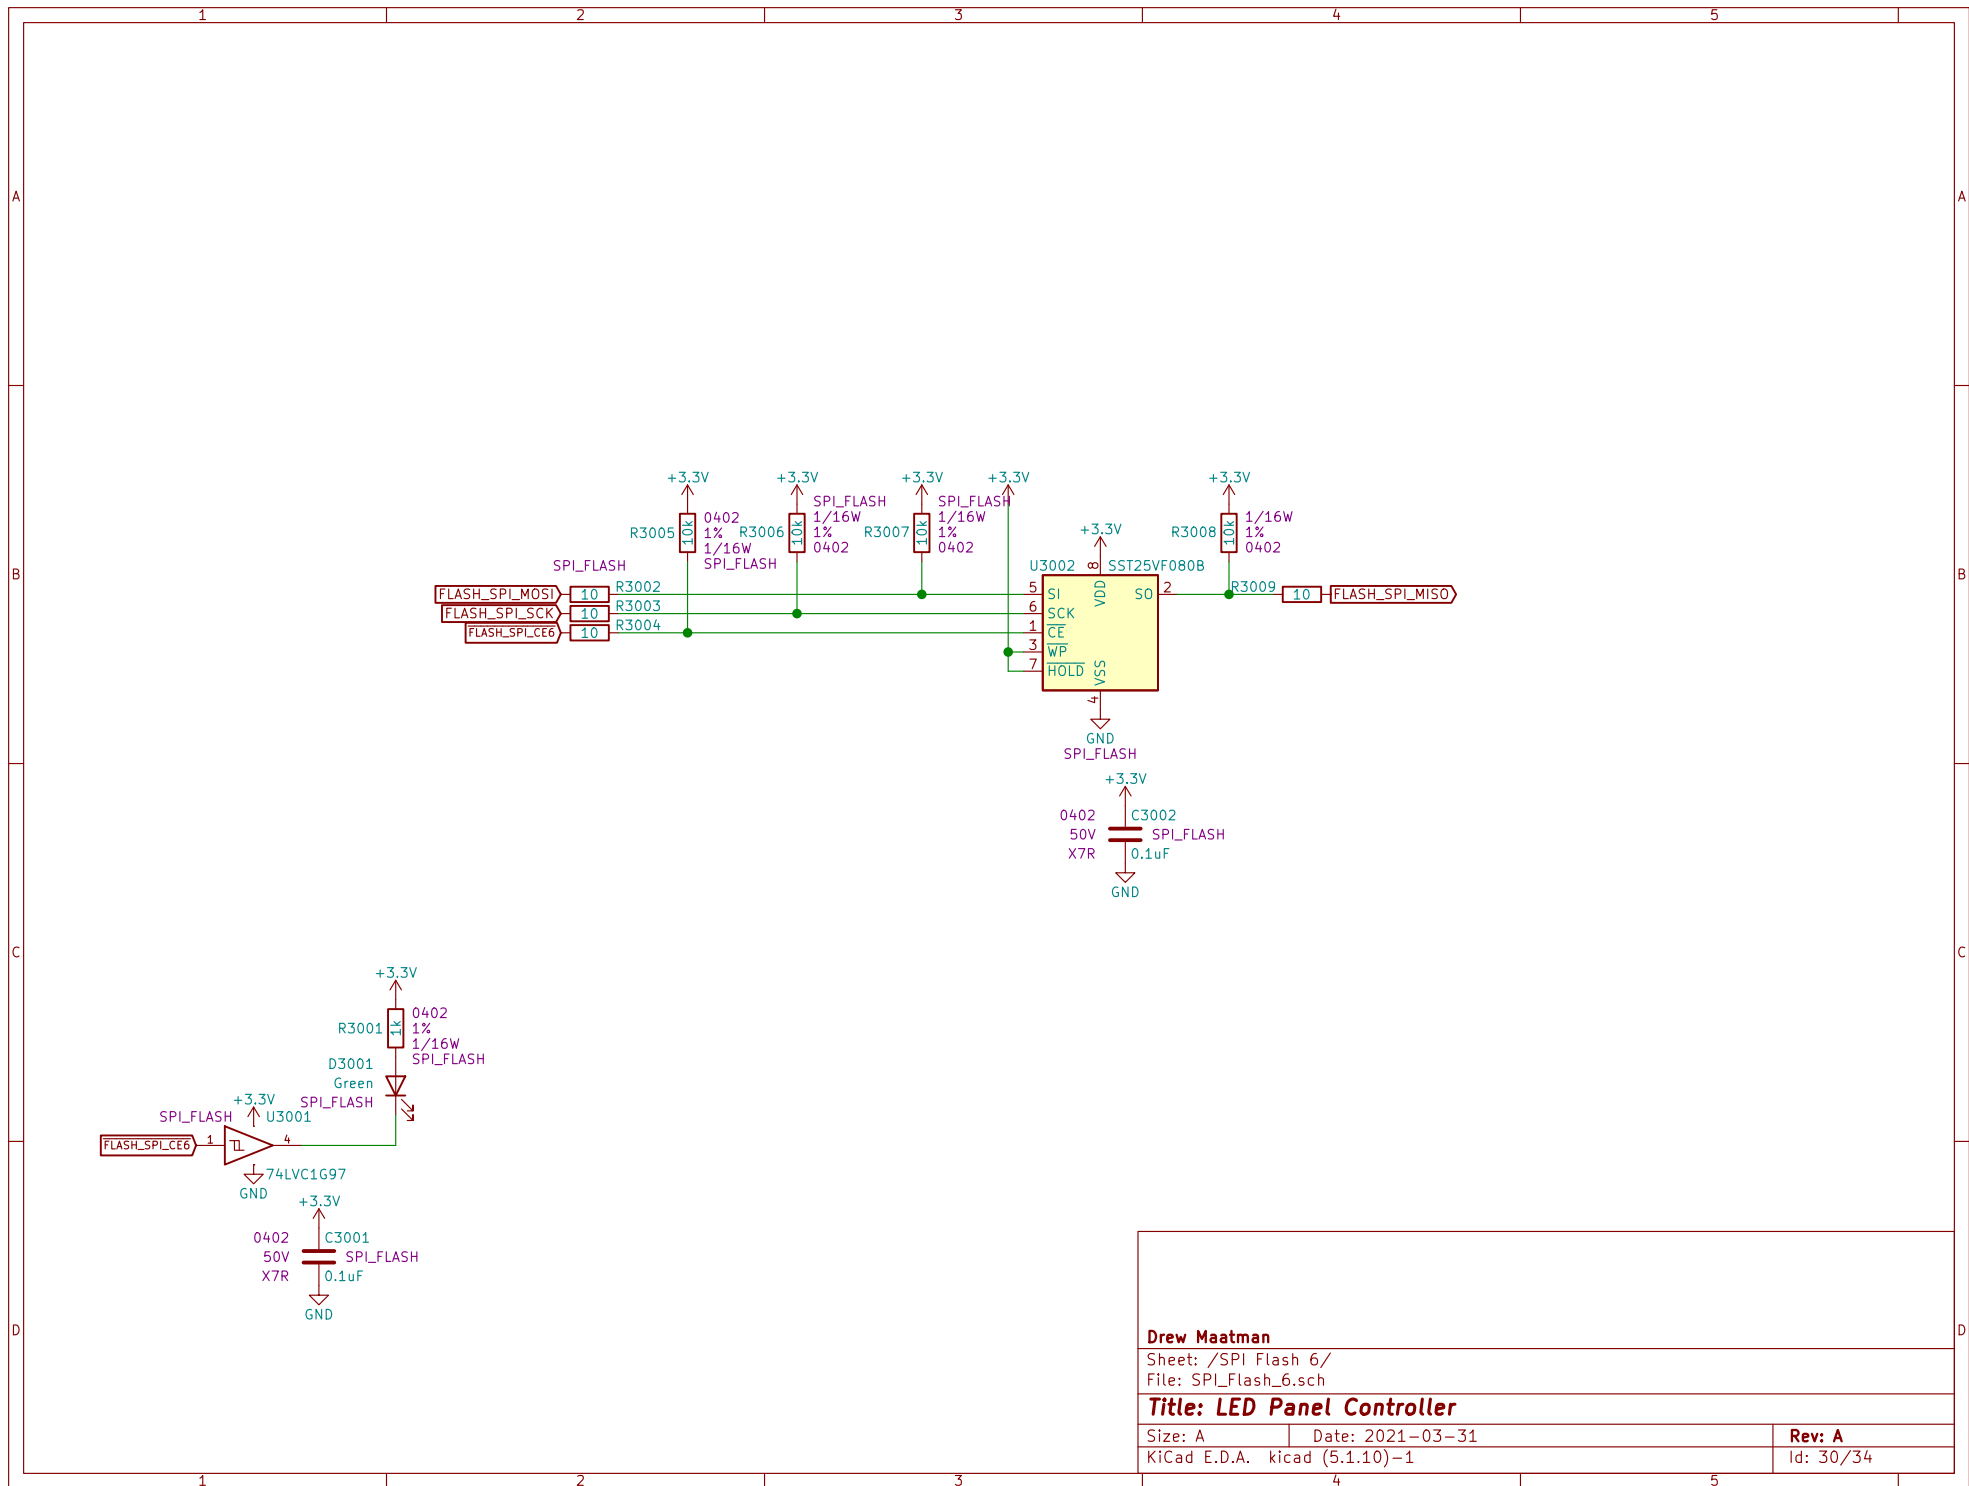 1 2 3 4 5
A A
+3.3V +3.3V +3.3V +3.3V +3.3V
R3005 10k 0402 1% 1/16W SPI_FLASH
R3006 10k SPI_FLASH 1/16W 1% 0402
R3007 10k SPI_FLASH 1/16W 1% 0402
R3008 10k 1/16W 1% 0402
B B
SPI_FLASH
+3.3V
U3002 8 SST25VF080B
FLASH_SPI_MOSI 10 R3002 5 SI VDD SO 2 R3009 10 FLASH_SPI_MISO
FLASH_SPI_SCK 10 R3003 6 SCK
FLASH_SPI_CE6 10 R3004 1 CE
3 WP
7 HOLD VSS
4
GND
SPI_FLASH
+3.3V
0402 C3002
50V SPI_FLASH
X7R 0.1uF
GND
C C
+3.3V
R3001 1k 0402
1%
1/16W
SPI_FLASH
D3001
Green
SPI_FLASH
+3.3V
SPI_FLASH U3001
FLASH_SPI_CE6 1 4
74LVC1G97
GND
+3.3V
0402 C3001
50V SPI_FLASH
X7R 0.1uF
GND
D D
Drew Maatman
Sheet: /SPI Flash 6/
File: SPI_Flash_6.sch
Title: LED Panel Controller
Size: A Date: 2021-03-31 Rev: A
KiCad E.D.A. kicad (5.1.10)-1 Id: 30/34
1 2 3 4 5